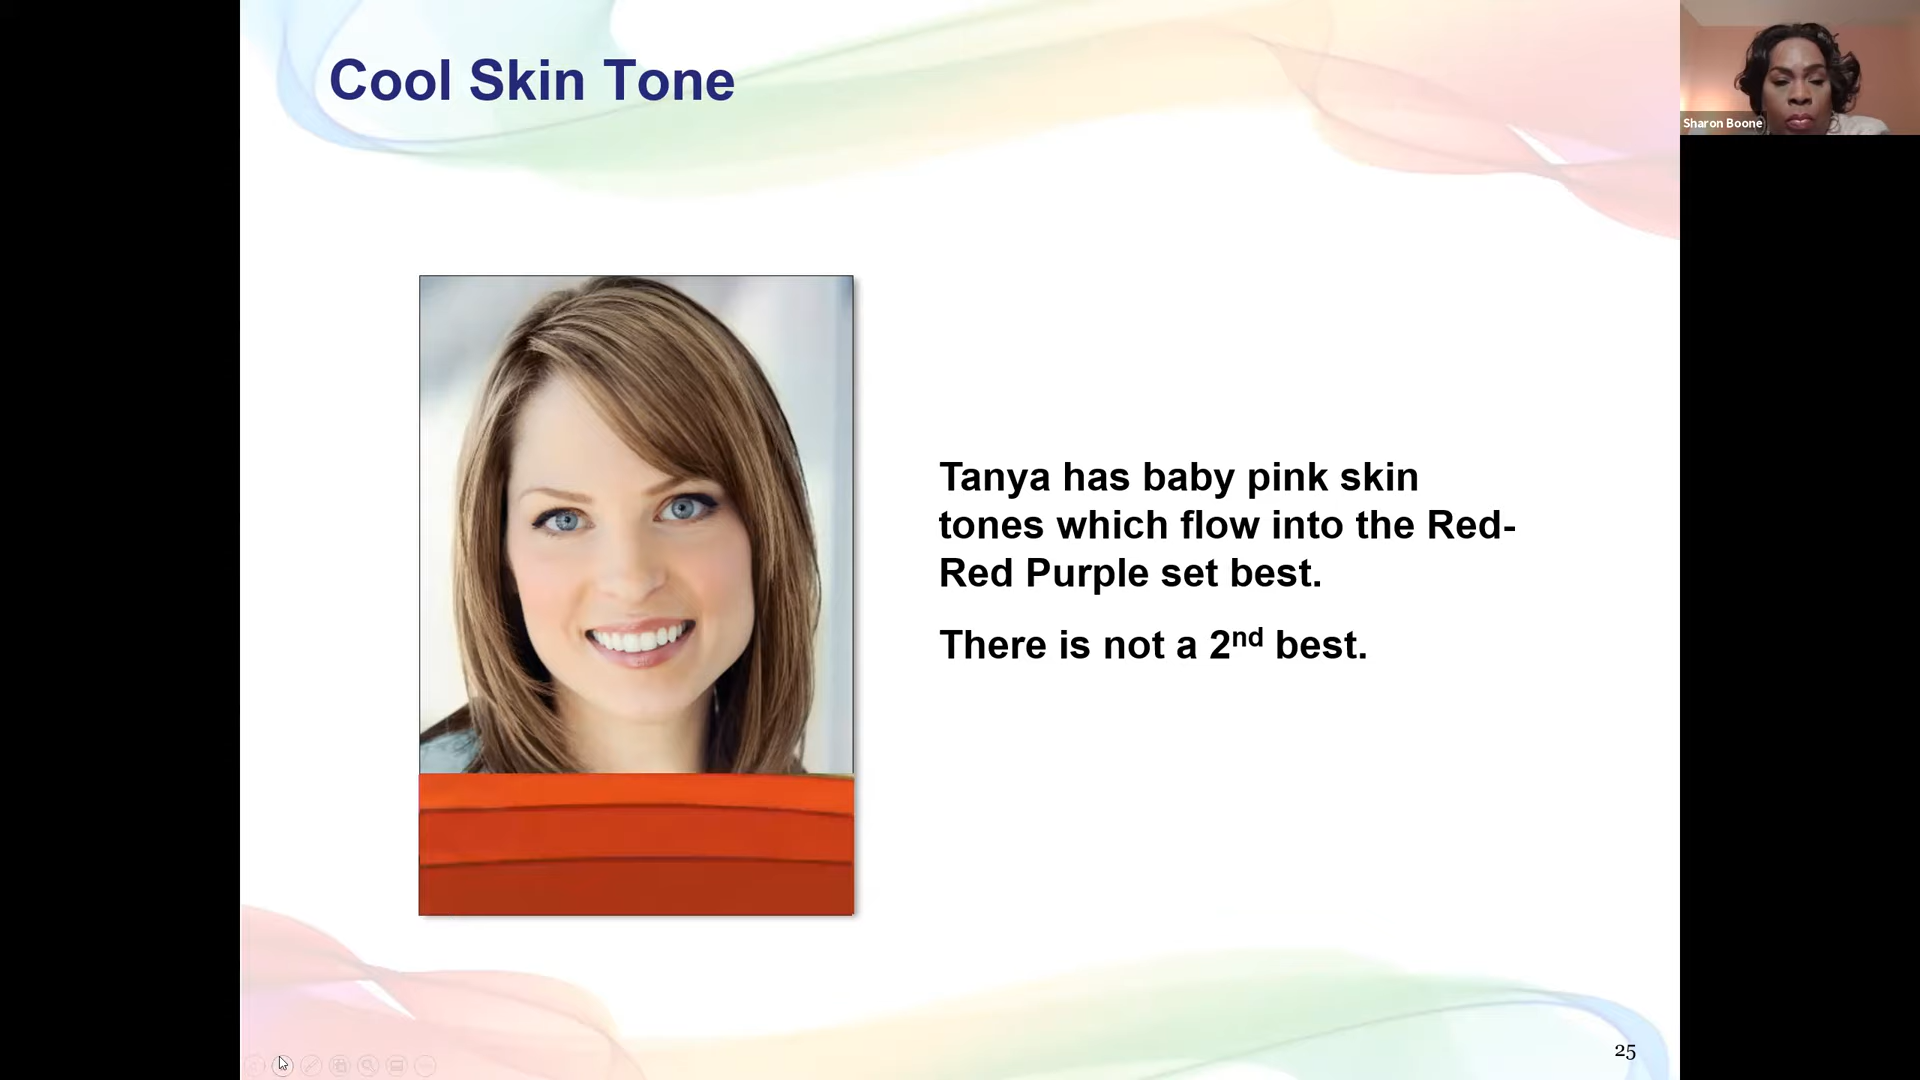 Cool Skin Tone
Sharon Boone
Tanya has baby pink skin
tones which flow into the Red-
Red Purple set best.
There is not a 2nd best.
25